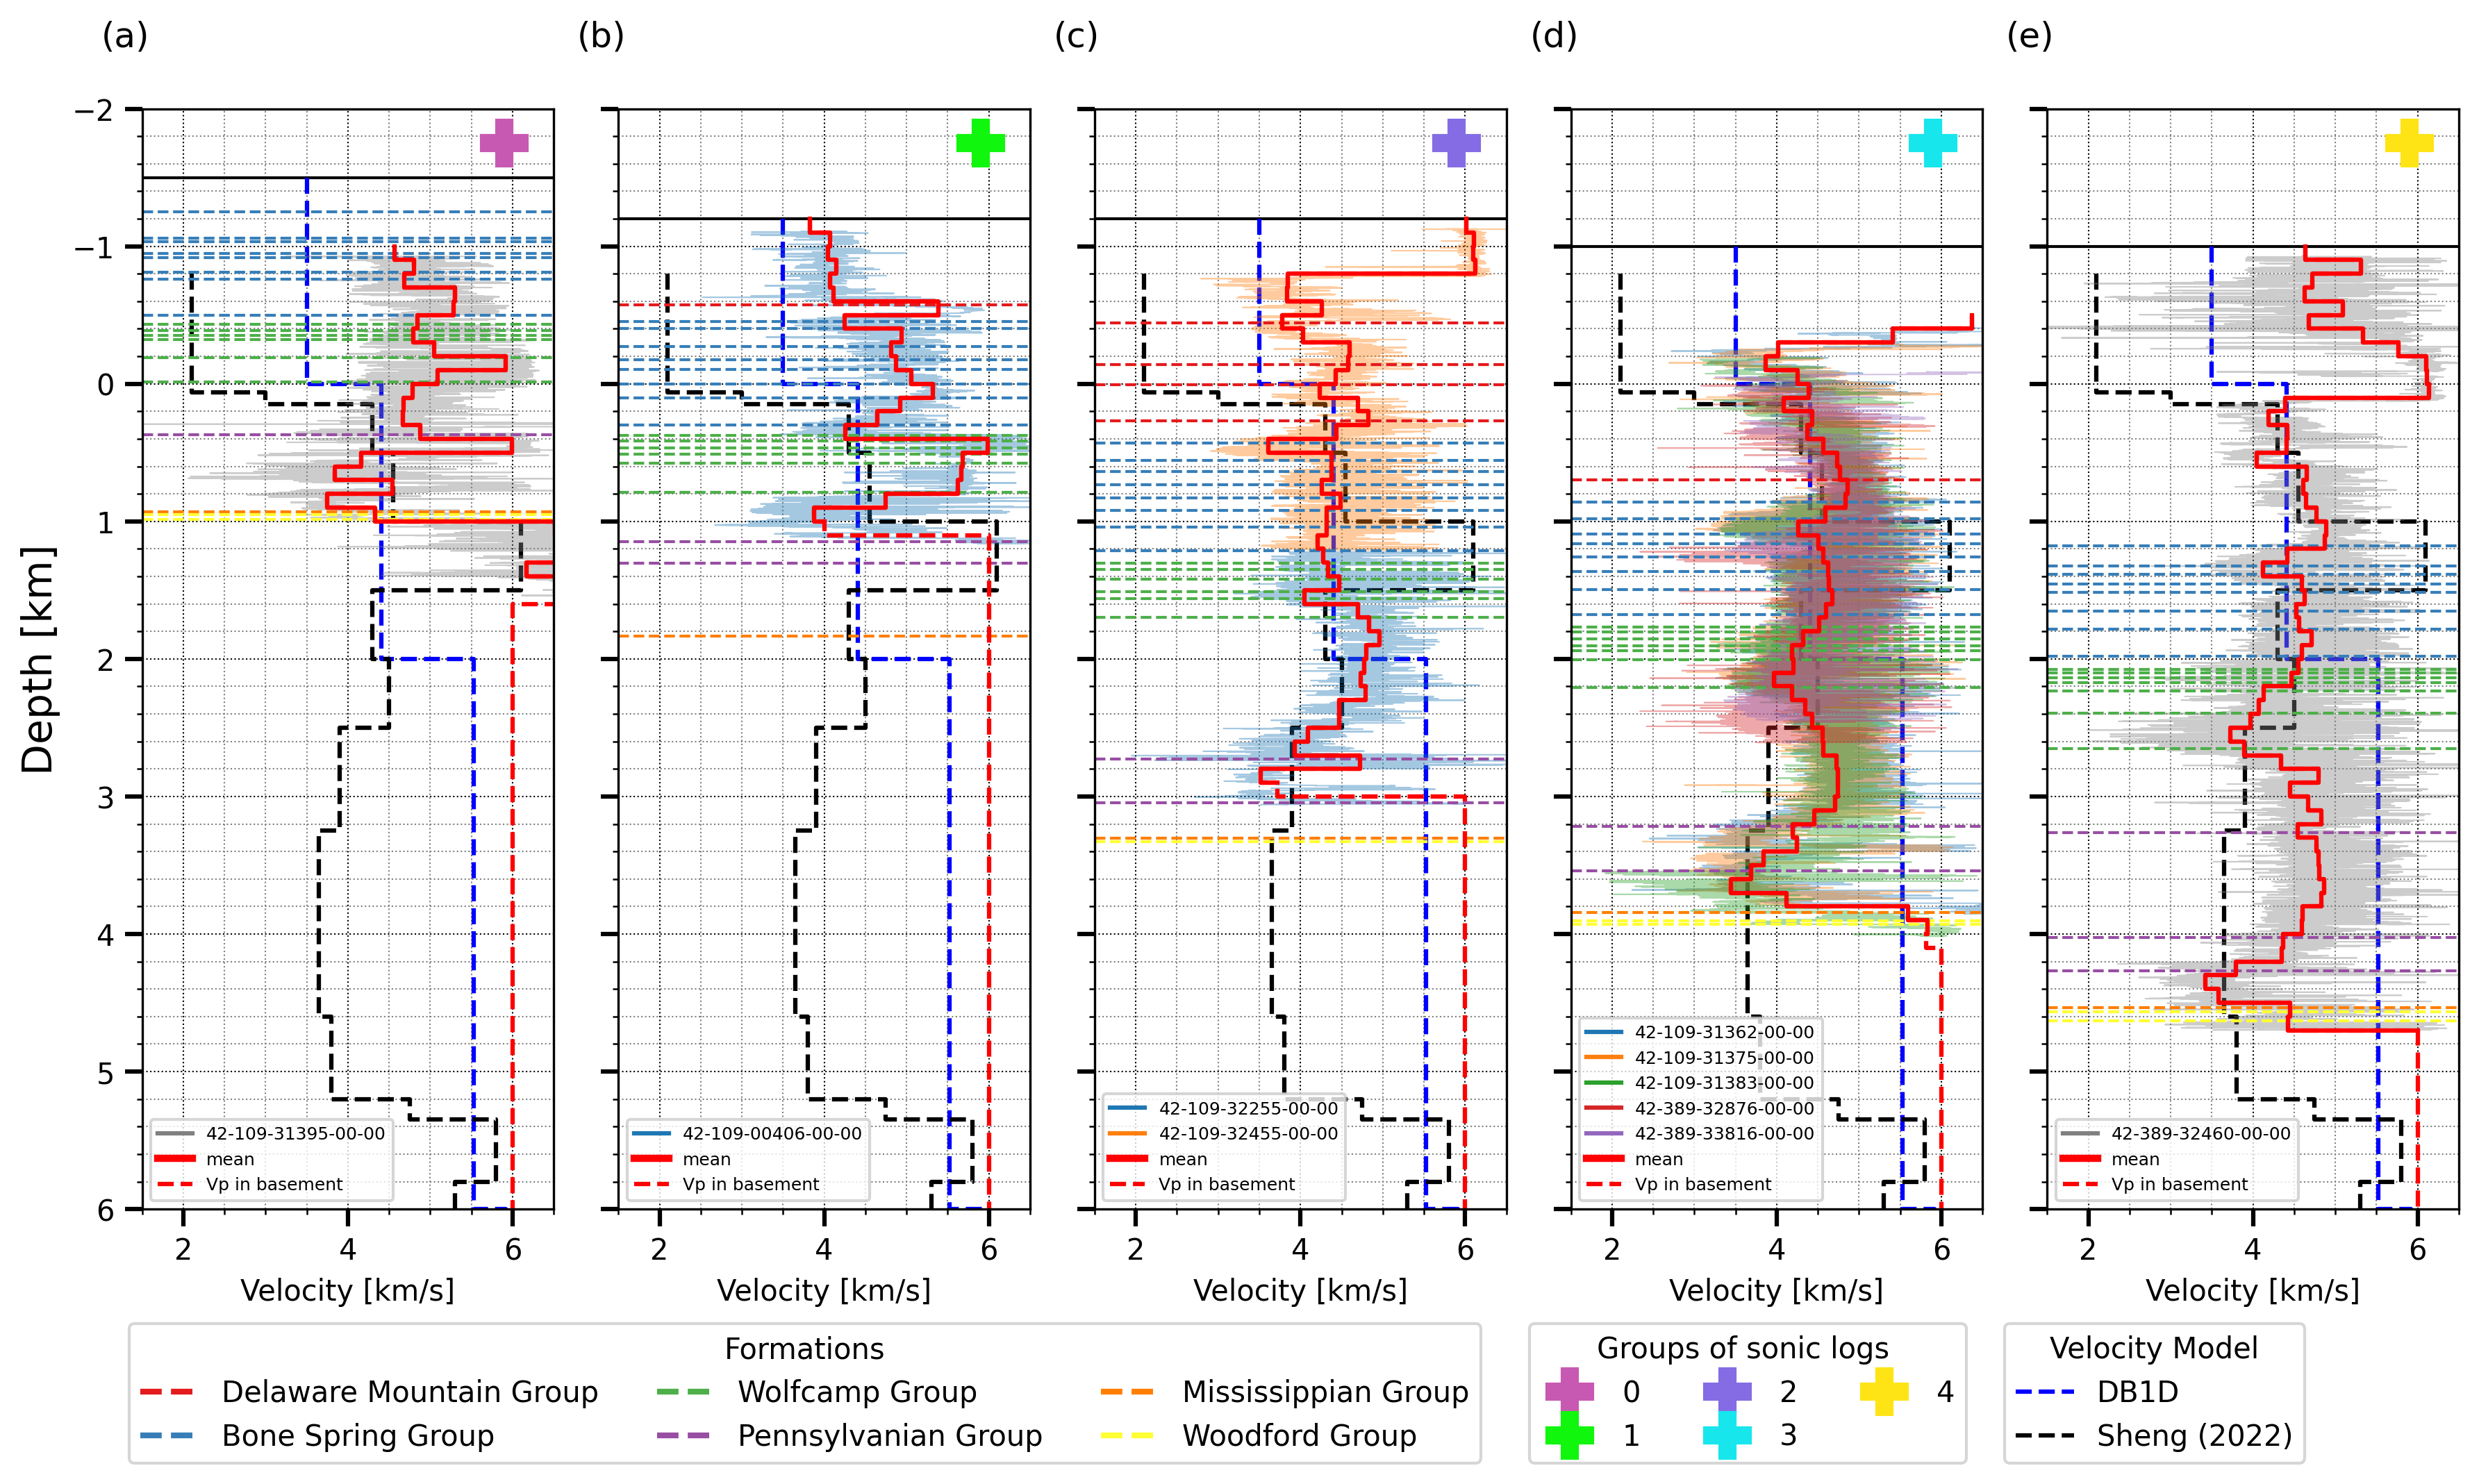 (a) (b) (c) (d) (e)
−2
−1
0
1
2
3
4
5
6
Depth [km]
42-109-31395-00-00
mean
Vp in basement
42-109-00406-00-00
mean
Vp in basement
42-109-32255-00-00
42-109-32455-00-00
mean
Vp in basement
42-109-31362-00-00
42-109-31375-00-00
42-109-31383-00-00
42-389-32876-00-00
42-389-33816-00-00
mean
Vp in basement
42-389-32460-00-00
mean
Vp in basement
2 4 6 2 4 6 2 4 6 2 4 6 2 4 6
Velocity [km/s] Velocity [km/s] Velocity [km/s] Velocity [km/s] Velocity [km/s]
Formations
Delaware Mountain Group Wolfcamp Group Mississippian Group
Bone Spring Group Pennsylvanian Group Woodford Group
Groups of sonic logs
0 2 4
1 3
Velocity Model
DB1D
Sheng (2022)